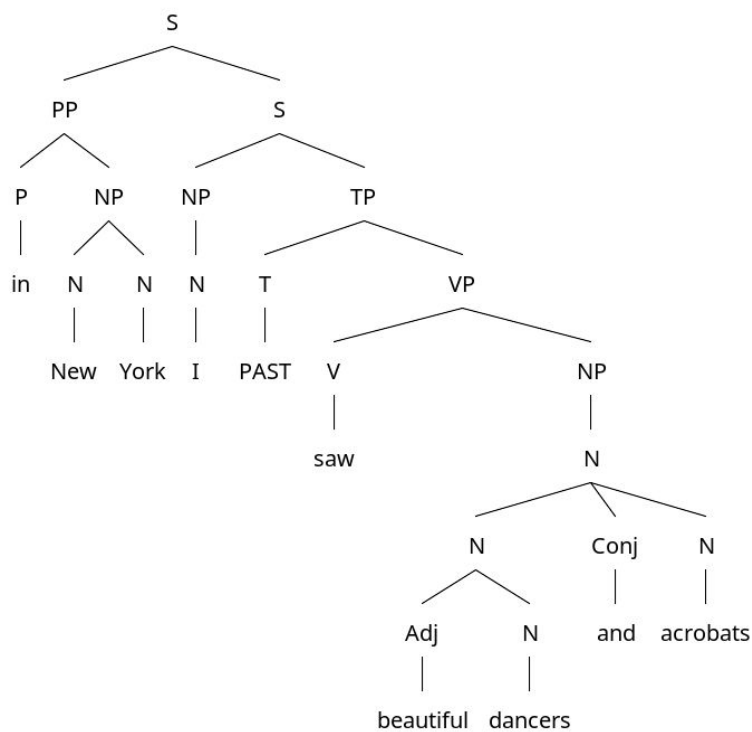 S
PP S
P NP NP TP
in N N N T VP
New York I PAST V NP
saw N
N Conj N
Adj N and acrobats
beautiful dancers